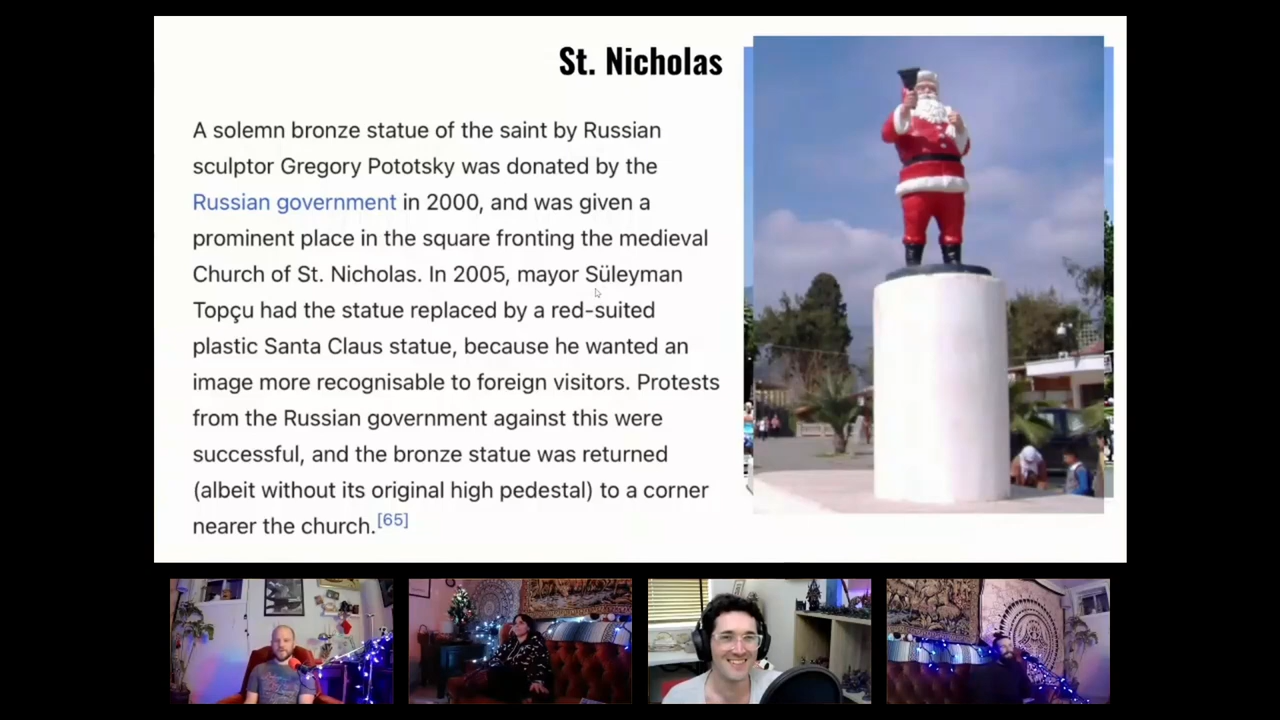 St. Nicholas
A solemn bronze statue of the saint by Russian
sculptor Gregory Pototsky was donated by the
Russian government in 2000, and was given a
prominent place in the square fronting the medieval
Church of St. Nicholas. In 2005, mayor Süleyman
Topçu had the statue replaced by a red-suited
plastic Santa Claus statue, because he wanted an
image more recognisable to foreign visitors. Protests
from the Russian government against this were
successful, and the bronze statue was returned
(albeit without its original high pedestal) to a corner
nearer the church.[65]